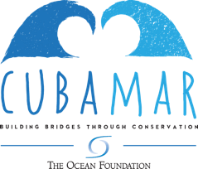 CUBAMAR
BUILDING BRIDGES THROUGH CONSERVATION
THE OCEAN FOUNDATION